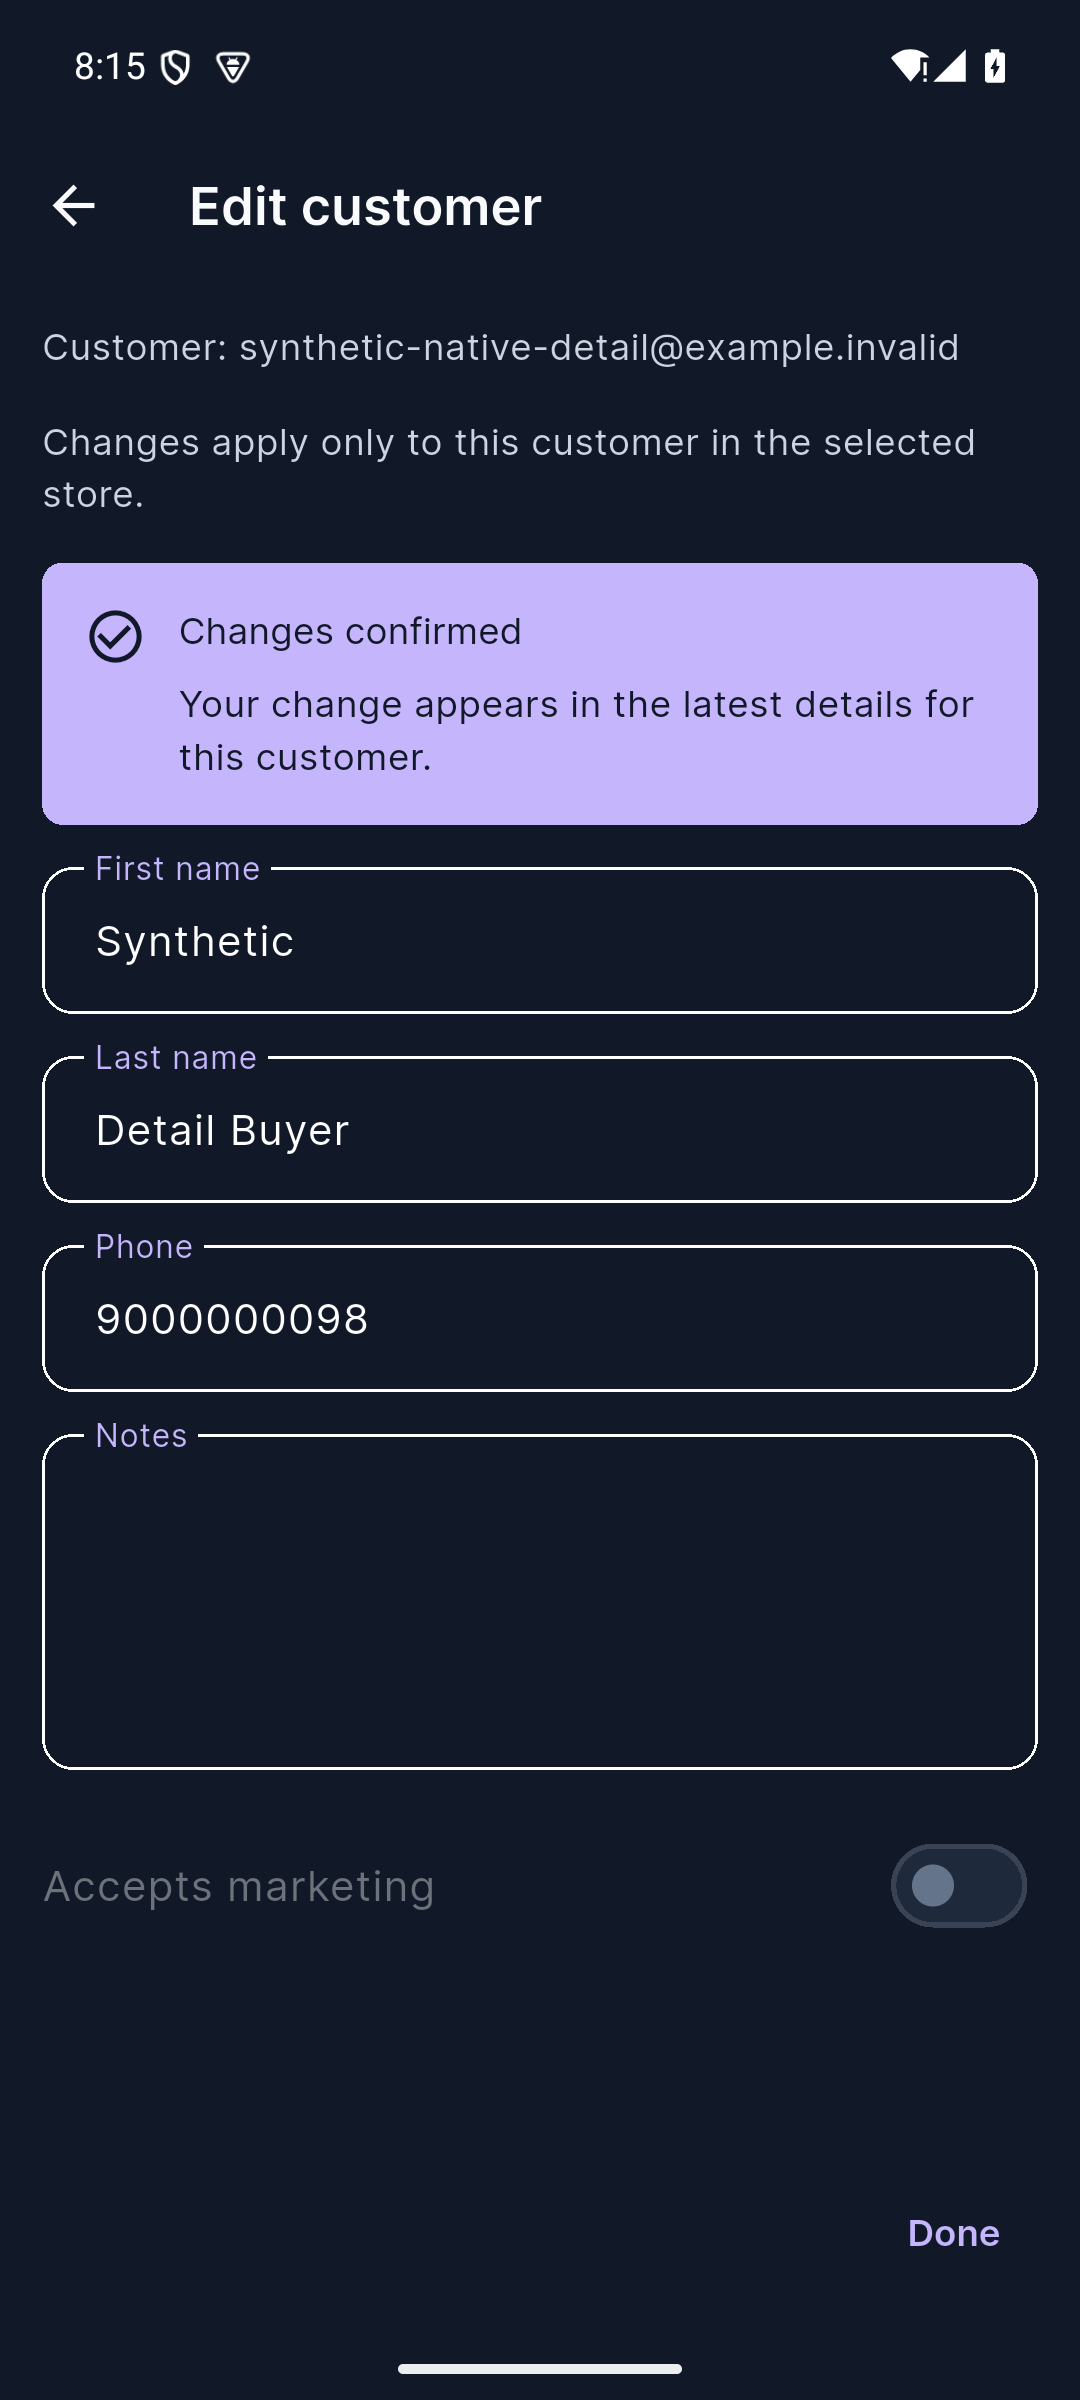 8:15
Edit customer
Customer: synthetic-native-detail@example.invalid
Changes apply only to this customer in the selected
store.
Changes confirmed
Your change appears in the latest details for
this customer.
First name
Synthetic
Last name
Detail Buyer
Phone
9000000098
Notes
Accepts marketing
Done